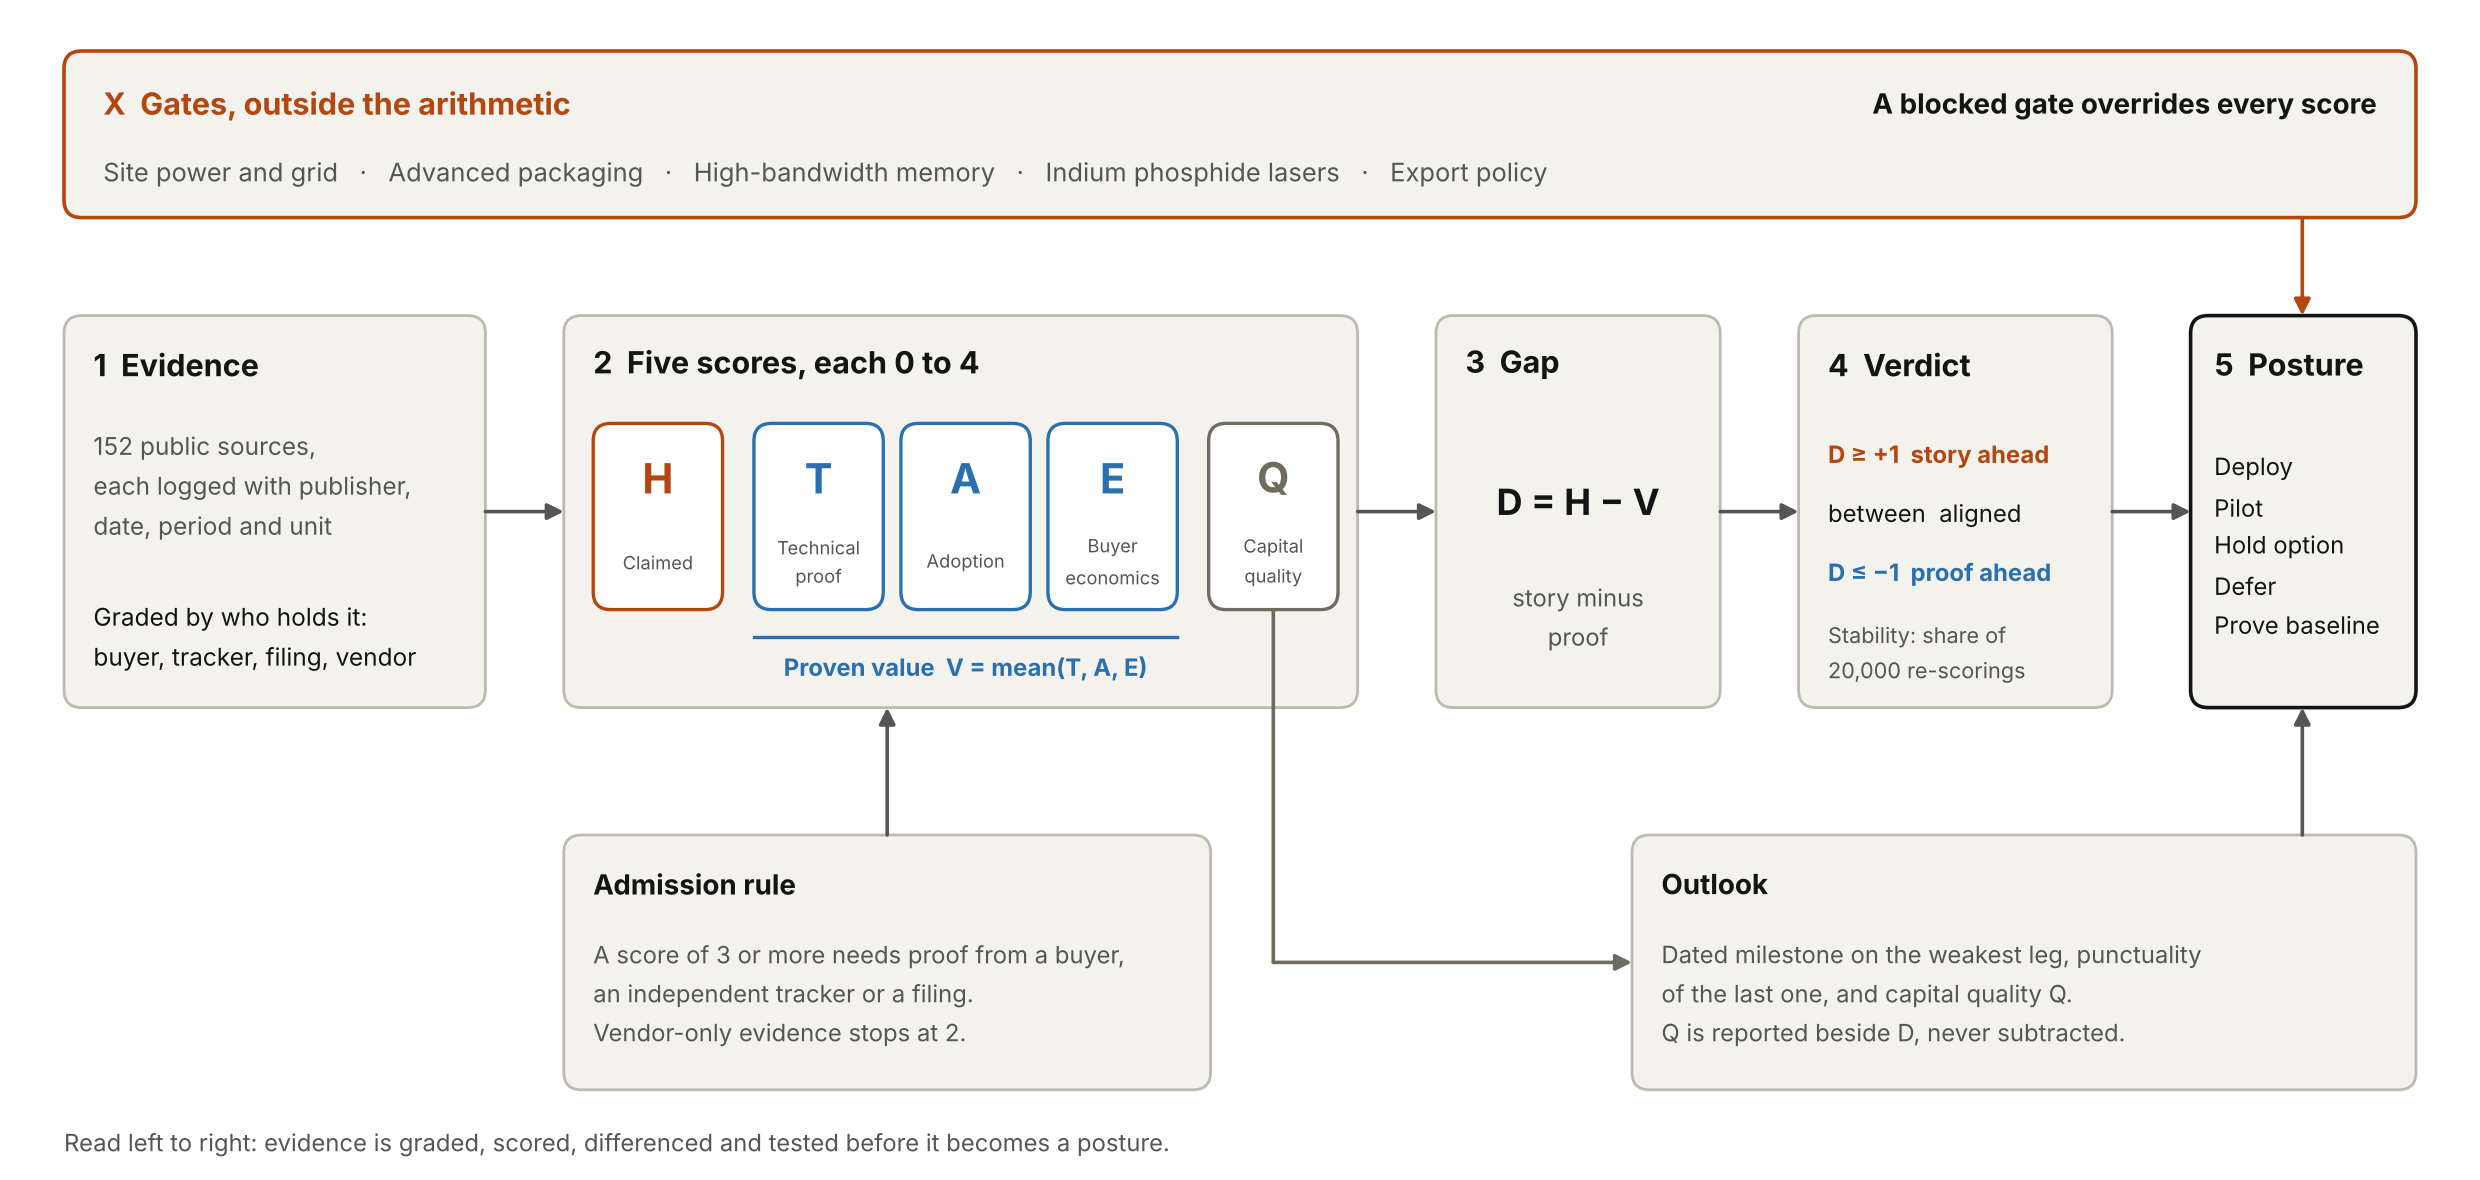 X Gates, outside the arithmetic
A blocked gate overrides every score
Site power and grid · Advanced packaging · High-bandwidth memory · Indium phosphide lasers · Export policy
1 Evidence
152 public sources,
each logged with publisher,
date, period and unit
Graded by who holds it:
buyer, tracker, filing, vendor
2 Five scores, each 0 to 4
H
Claimed
T
Technical
proof
A
Adoption
E
Buyer
economics
Q
Capital
quality
Proven value V = mean(T, A, E)
3 Gap
D = H − V
story minus
proof
4 Verdict
D ≥ +1 story ahead
between aligned
D ≤ −1 proof ahead
Stability: share of
20,000 re-scorings
5 Posture
Deploy
Pilot
Hold option
Defer
Prove baseline
Admission rule
A score of 3 or more needs proof from a buyer,
an independent tracker or a filing.
Vendor-only evidence stops at 2.
Outlook
Dated milestone on the weakest leg, punctuality
of the last one, and capital quality Q.
Q is reported beside D, never subtracted.
Read left to right: evidence is graded, scored, differenced and tested before it becomes a posture.